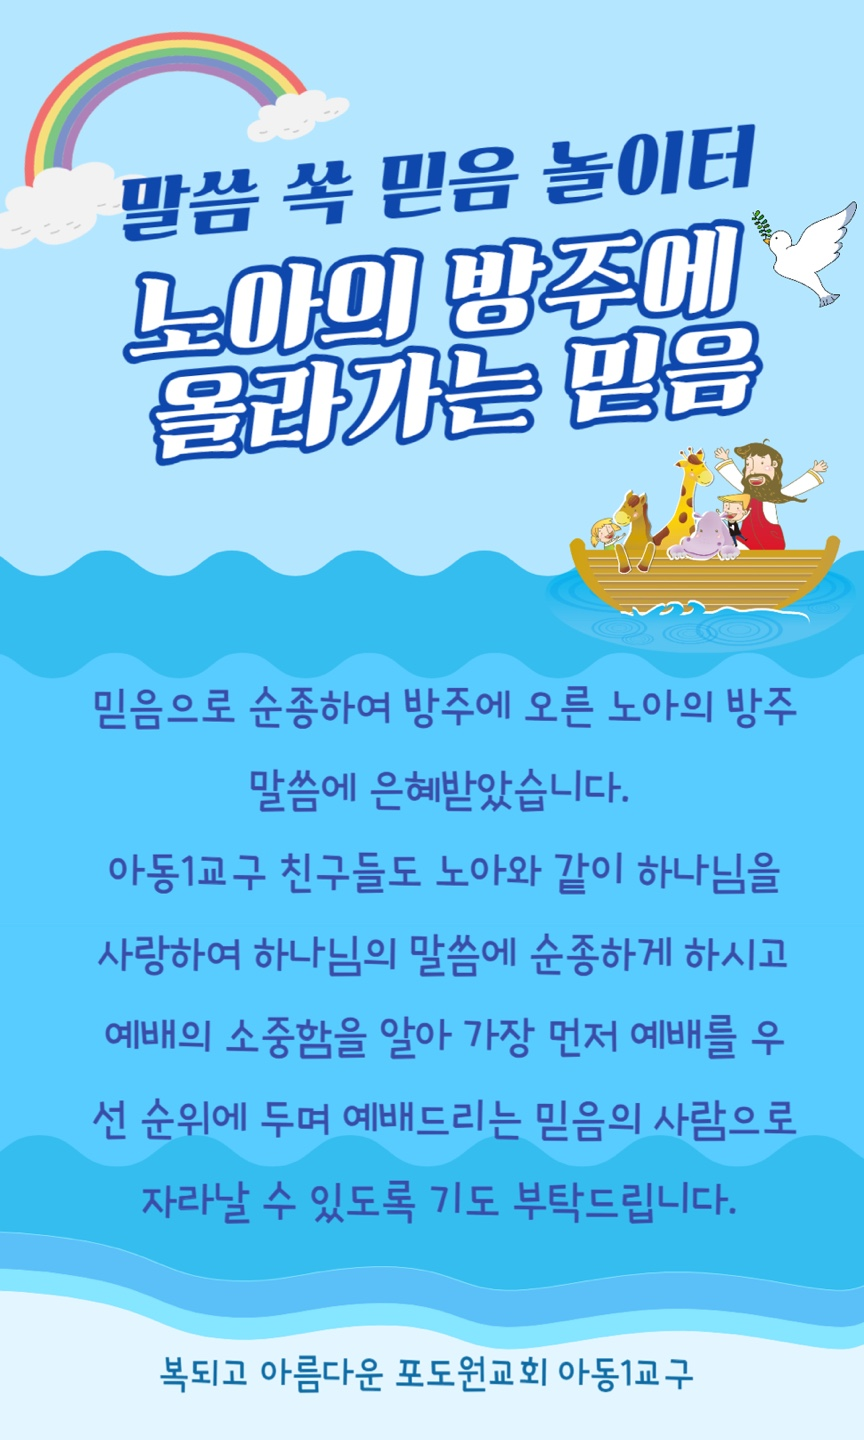 말씀 쏙 믿음 놀이터
노아의 방주에
올라가는 믿음
믿음으로 순종하여 방주에 오른 노아의 방주
말씀에 은혜받았습니다.
아동1교구 친구들도 노아와 같이 하나님을
사랑하여 하나님의 말씀에 순종하게 하시고
예배의 소중함을 알아 가장 먼저 예배를 우
선 순위에 두며 예배드리는 믿음의 사람으로
자라날 수 있도록 기도 부탁드립니다.
복되고 아름다운 포도원교회 아동1교구